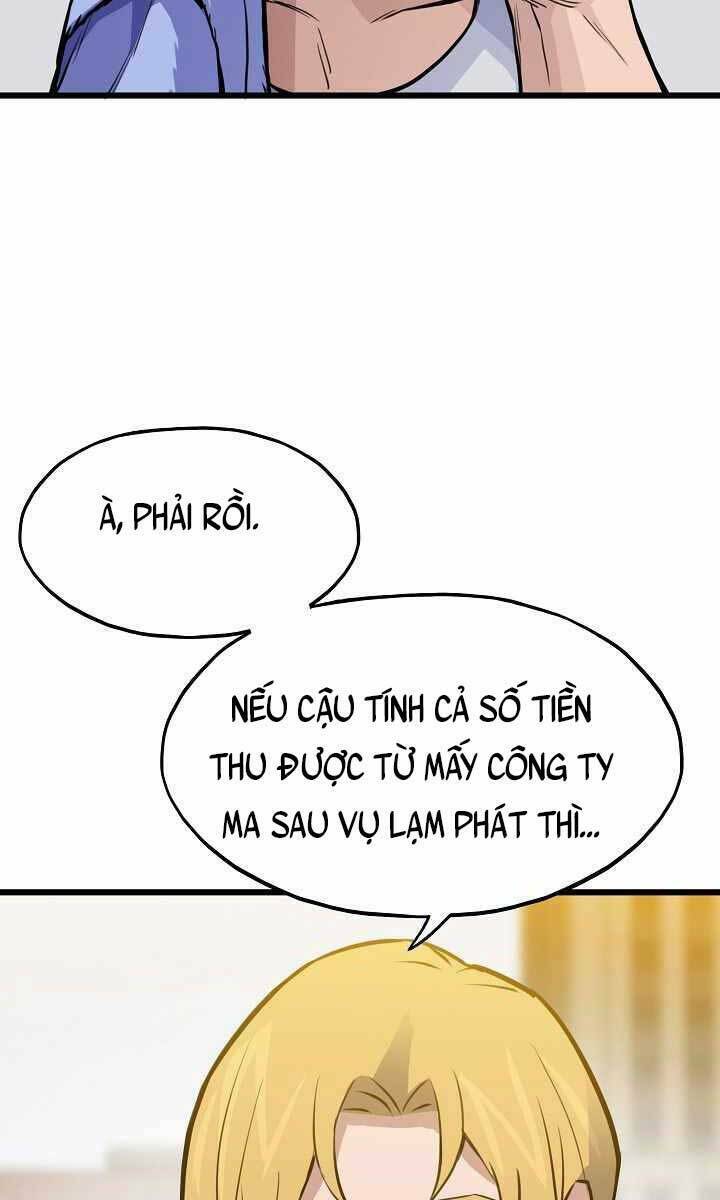 À, PHẢI RỒI.
NẾU CẬU TÍNH CẢ SỐ TIỀN
THU ĐƯỢC TỪ MẤY CÔNG TY
MA SAU VỤ LẠM PHÁT THÌ...